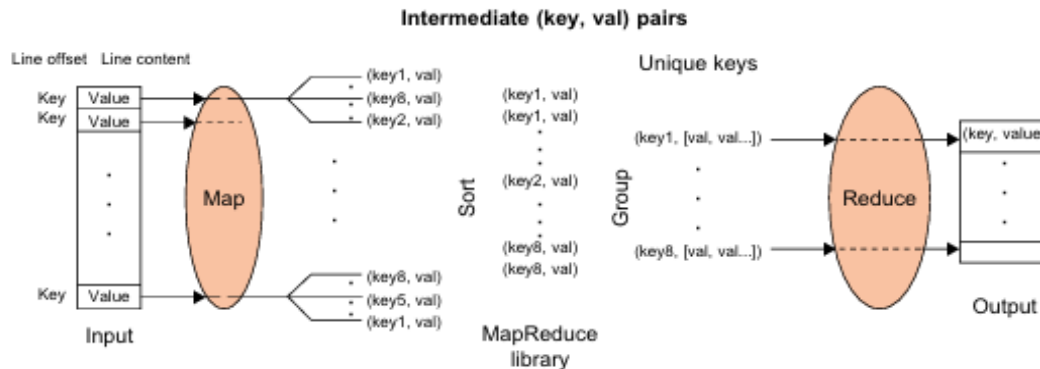 Intermediate (key, val) pairs
Line offset Line content
Unique keys
Key Value
Key Value
Key Value
Input
Map
(key1, val)
(key8, val)
(key2, val)
(key8, val)
(key5, val)
(key1, val)
Sort
(key1, val)
(key1, val)
(key2, val)
(key8, val)
(key8, val)
MapReduce
library
Group
(key1, [val, val...])
(key8, [val, val...])
Reduce
(key, value)
Output